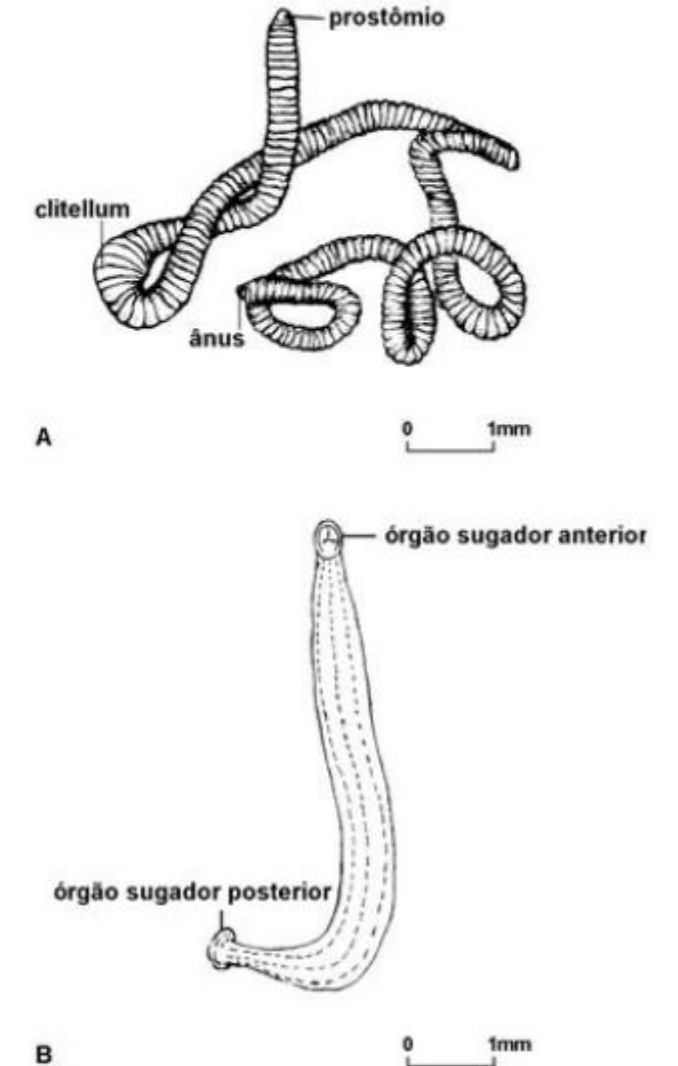 prostômio
clitellum
ânus
A
0 1mm
órgão sugador anterior
órgão sugador posterior
B
0 1mm